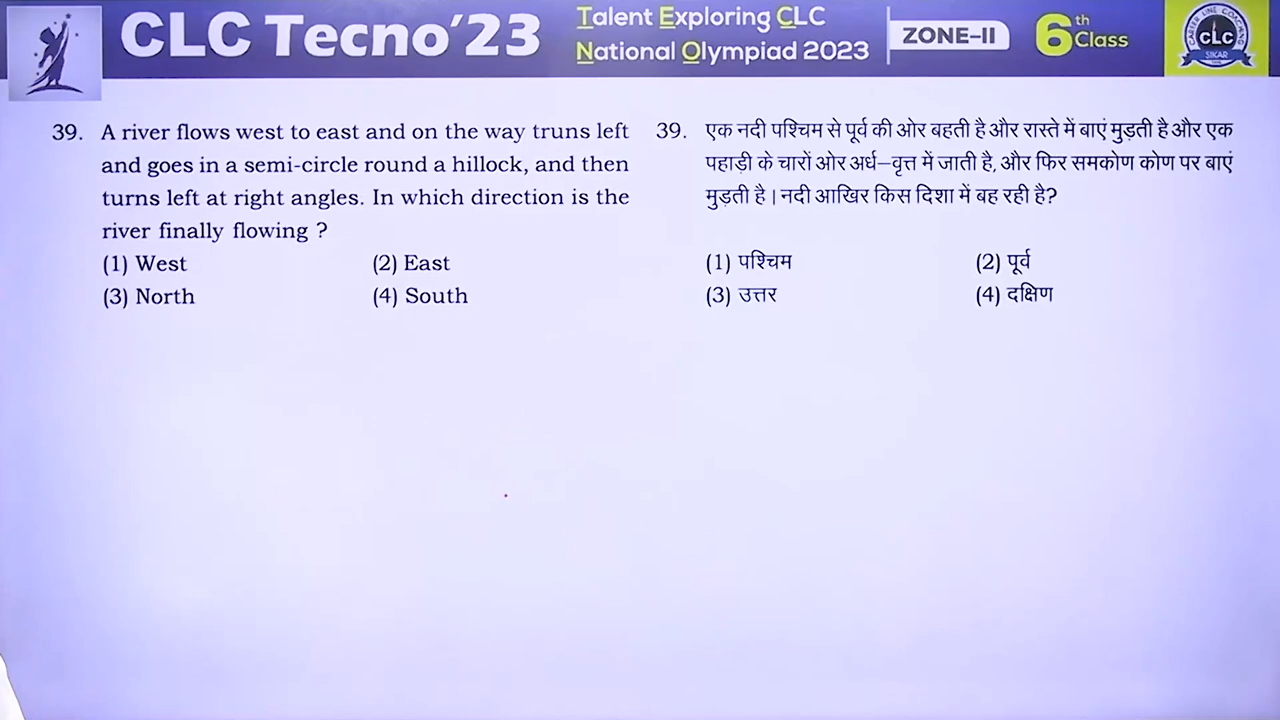 CLC Tecno'23
Talent Exploring CLC
National Olympiad 2023
ZONE–II
6th Class
CAREER LINE COACHING
CLC
SIKAR
39. A river flows west to east and on the way truns left
and goes in a semi-circle round a hillock, and then
turns left at right angles. In which direction is the
river finally flowing ?
(1) West (2) East
(3) North (4) South
39. एक नदी पश्चिम से पूर्व की ओर बहती है और रास्ते में बाएं मुड़ती है और एक
पहाड़ी के चारों ओर अर्ध–वृत्त में जाती है, और फिर समकोण कोण पर बाएं
मुड़ती है। नदी आखिर किस दिशा में बह रही है?
(1) पश्चिम (2) पूर्व
(3) उत्तर (4) दक्षिण